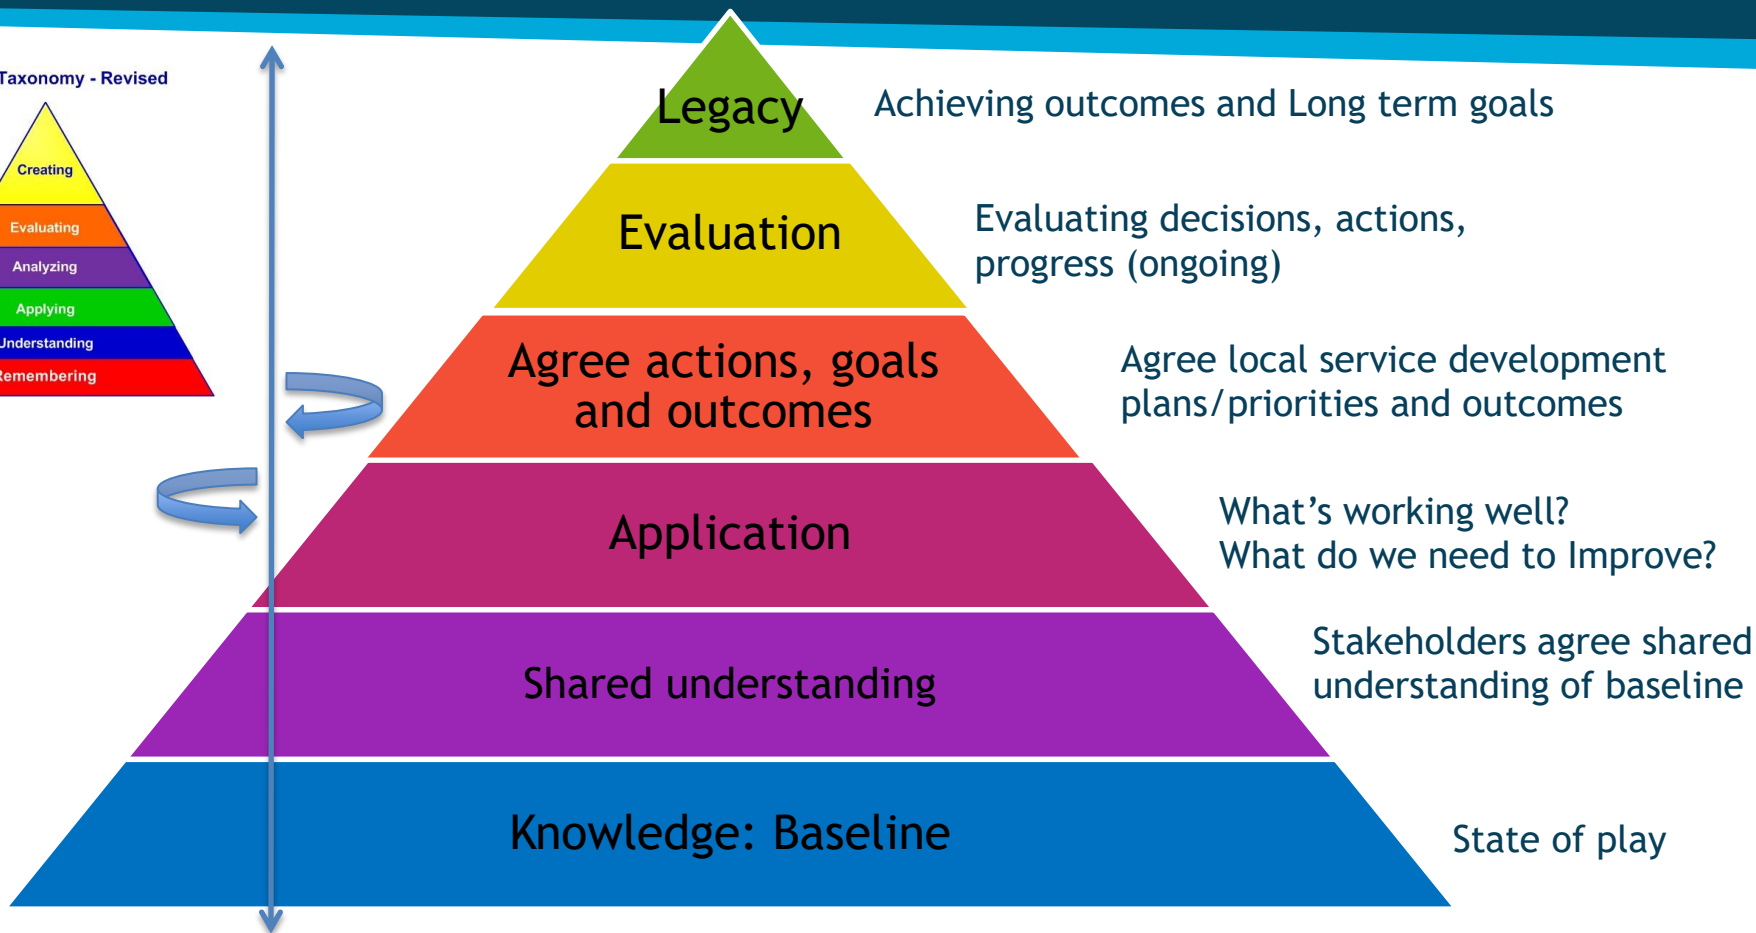 Taxonomy - Revised
Creating
Evaluating
Analyzing
Applying
Understanding
Remembering
Legacy
Achieving outcomes and Long term goals
Evaluation
Evaluating decisions, actions,
progress (ongoing)
Agree actions, goals
and outcomes
Agree local service development
plans/priorities and outcomes
Application
What’s working well?
What do we need to Improve?
Shared understanding
Stakeholders agree shared
understanding of baseline
Knowledge: Baseline
State of play